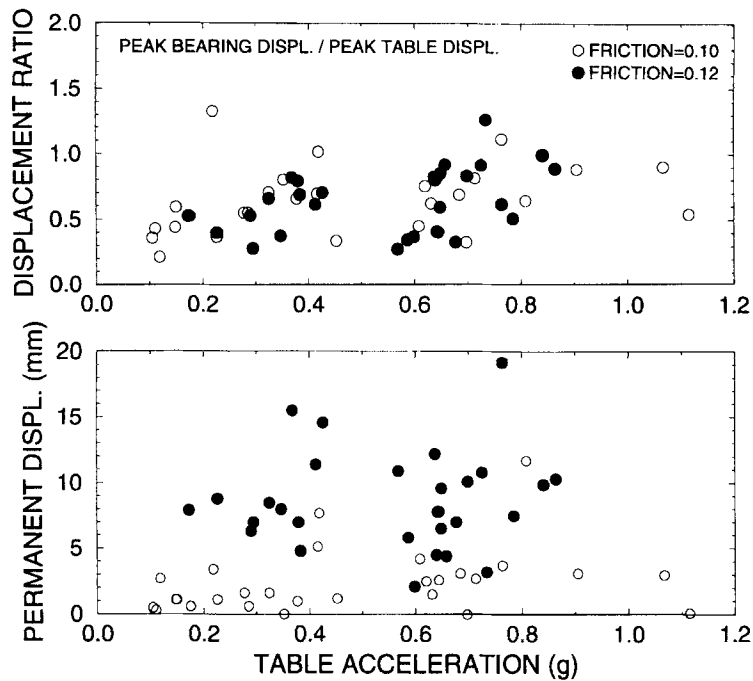 PEAK BEARING DISPL. / PEAK TABLE DISPL.
○ FRICTION=0.10
● FRICTION=0.12
DISPLACEMENT RATIO
2.0
1.5
1.0
0.5
0.0
0.0 0.2 0.4 0.6 0.8 1.0 1.2
PERMANENT DISPL. (mm)
20
15
10
5
0
0.0 0.2 0.4 0.6 0.8 1.0 1.2
TABLE ACCELERATION (g)